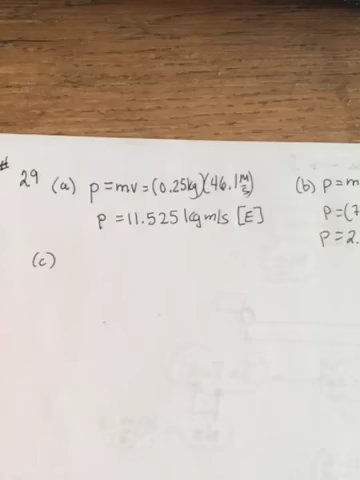 # 29 (a) p=mv=(0.25kg)(46.1 m/s)
p=11.525 kgm/s [E]
(b) p=m
p=(7
p=2.
(c)